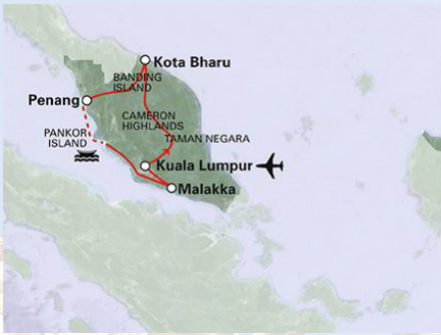 Kota Bharu
BANDING
ISLAND
Penang
CAMERON
HIGHLANDS
PANKOR
ISLAND
TAMAN NEGARA
Kuala Lumpur
Malakka